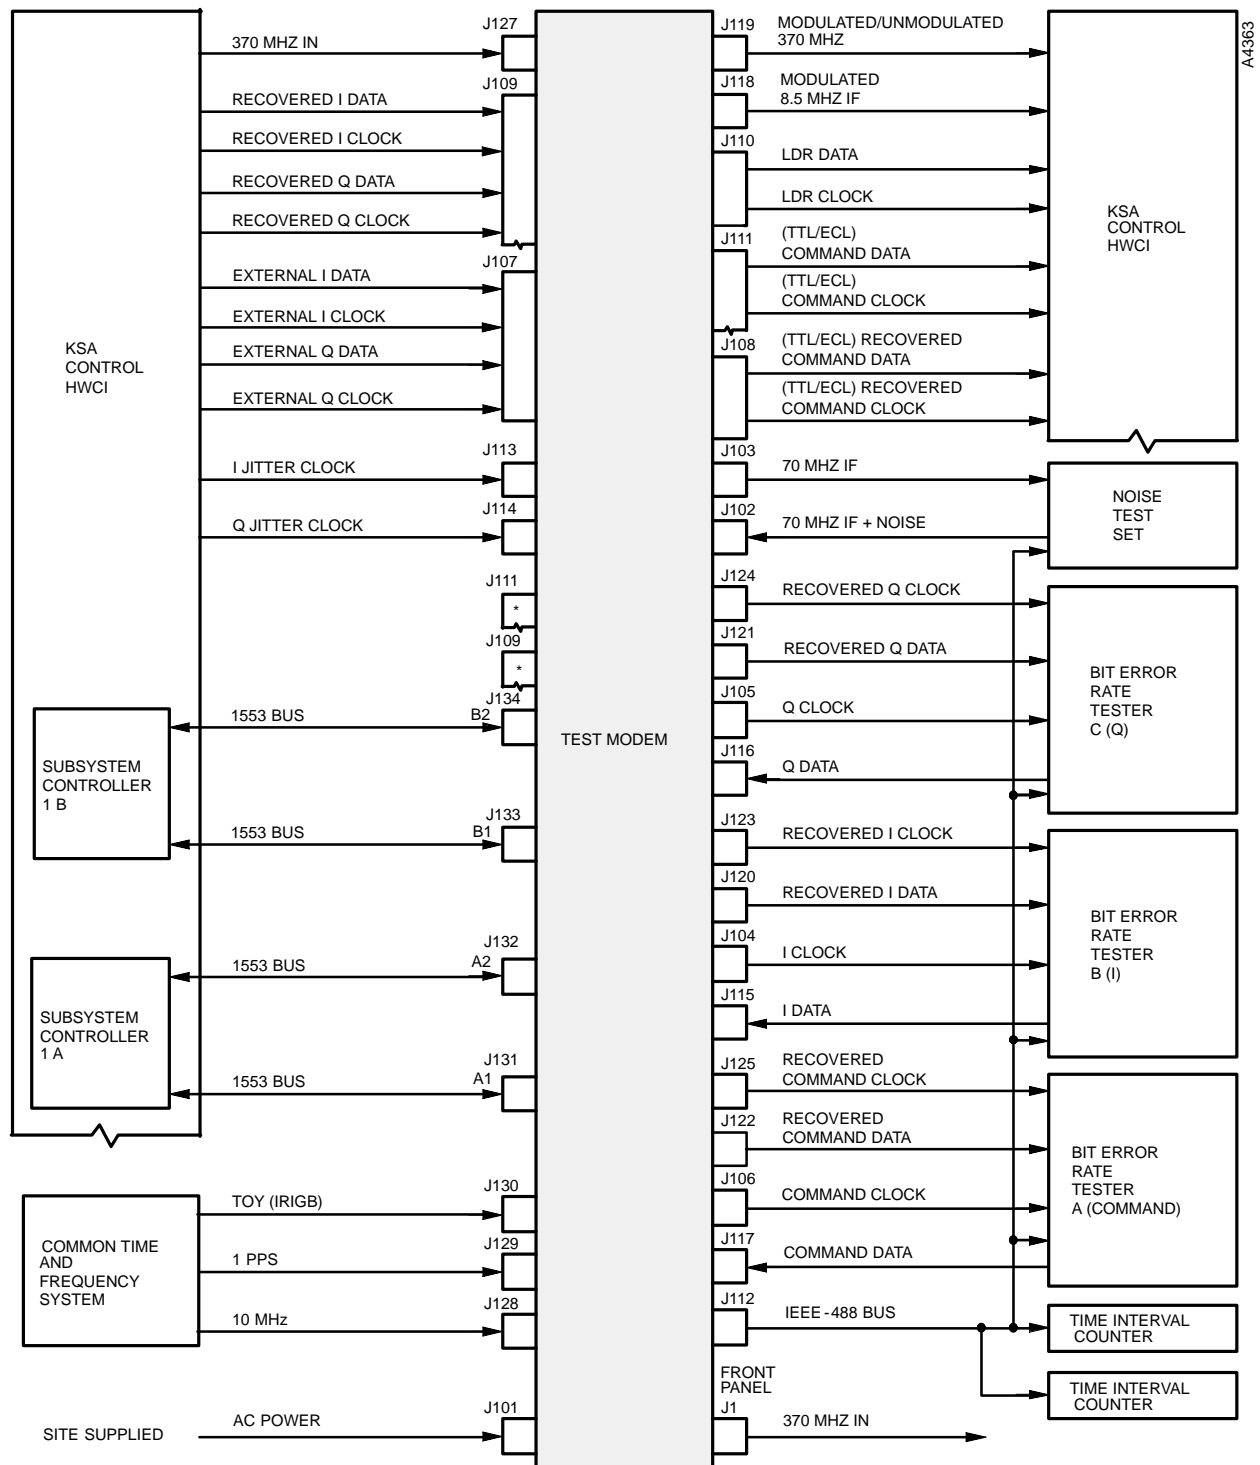 J127
370 MHZ IN
J109
RECOVERED I DATA
RECOVERED I CLOCK
RECOVERED Q DATA
RECOVERED Q CLOCK
J107
EXTERNAL I DATA
EXTERNAL I CLOCK
EXTERNAL Q DATA
EXTERNAL Q CLOCK
KSA
CONTROL
HWCI
J113
I JITTER CLOCK
J114
Q JITTER CLOCK
J111
*
J109
*
J134
1553 BUS
B2
SUBSYSTEM
CONTROLLER
1 B
J133
1553 BUS
B1
J132
1553 BUS
A2
SUBSYSTEM
CONTROLLER
1 A
J131
1553 BUS
A1
J130
TOY (IRIGB)
COMMON TIME
AND
FREQUENCY
SYSTEM
J129
1 PPS
J128
10 MHz
J101
AC POWER
SITE SUPPLIED
TEST MODEM
J119
MODULATED/UNMODULATED
370 MHZ
J118
MODULATED
8.5 MHZ IF
J110
LDR DATA
LDR CLOCK
J111
(TTL/ECL)
COMMAND DATA
(TTL/ECL)
COMMAND CLOCK
J108
(TTL/ECL) RECOVERED
COMMAND DATA
(TTL/ECL) RECOVERED
COMMAND CLOCK
KSA
CONTROL
HWCI
A4363
J103
70 MHZ IF
J102
70 MHZ IF + NOISE
NOISE
TEST
SET
J124
RECOVERED Q CLOCK
J121
RECOVERED Q DATA
J105
Q CLOCK
J116
Q DATA
BIT ERROR
RATE
TESTER
C (Q)
J123
RECOVERED I CLOCK
J120
RECOVERED I DATA
J104
I CLOCK
J115
I DATA
BIT ERROR
RATE
TESTER
B (I)
J125
RECOVERED
COMMAND CLOCK
J122
RECOVERED
COMMAND DATA
J106
COMMAND CLOCK
J117
COMMAND DATA
BIT ERROR
RATE
TESTER
A (COMMAND)
J112
IEEE-488 BUS
TIME INTERVAL
COUNTER
TIME INTERVAL
COUNTER
FRONT
PANEL
J1
370 MHZ IN